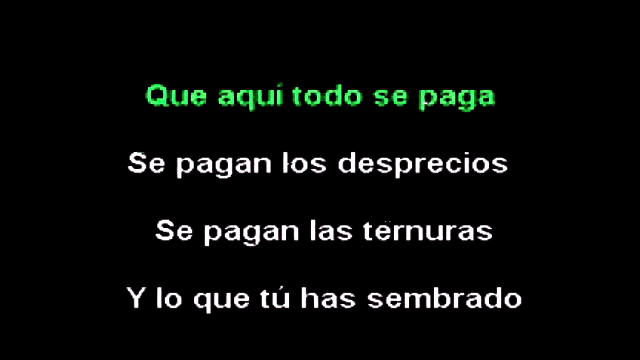 Que aquí todo se paga
Se pagan los desprecios
Se pagan las ternuras
Y lo que tú has sembrado